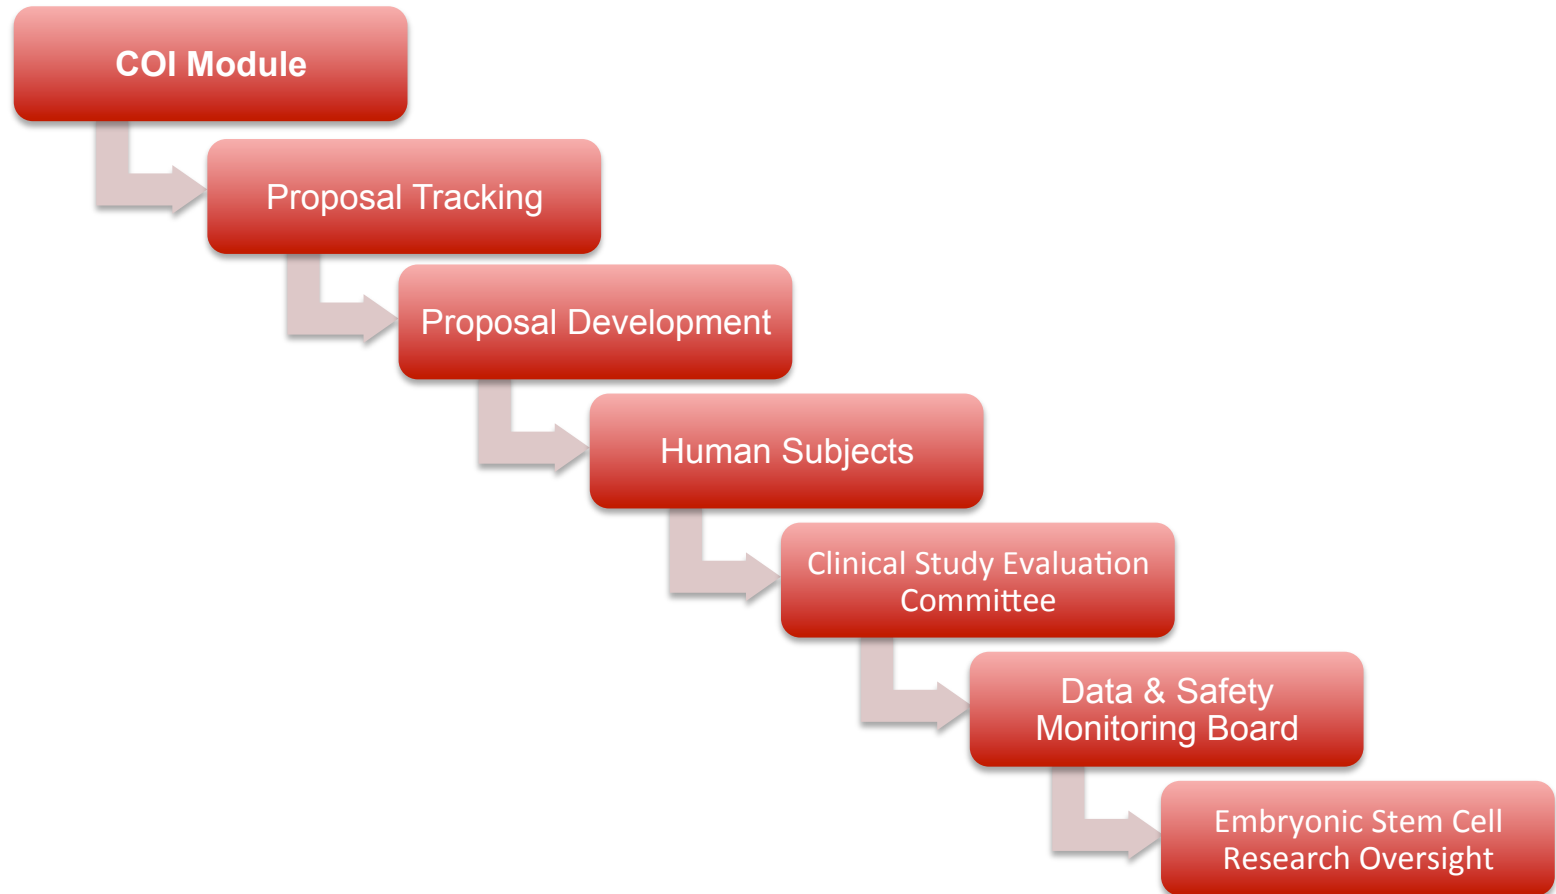 COI Module
Proposal Tracking
Proposal Development
Human Subjects
Clinical Study Evaluation
Committee
Data & Safety
Monitoring Board
Embryonic Stem Cell
Research Oversight